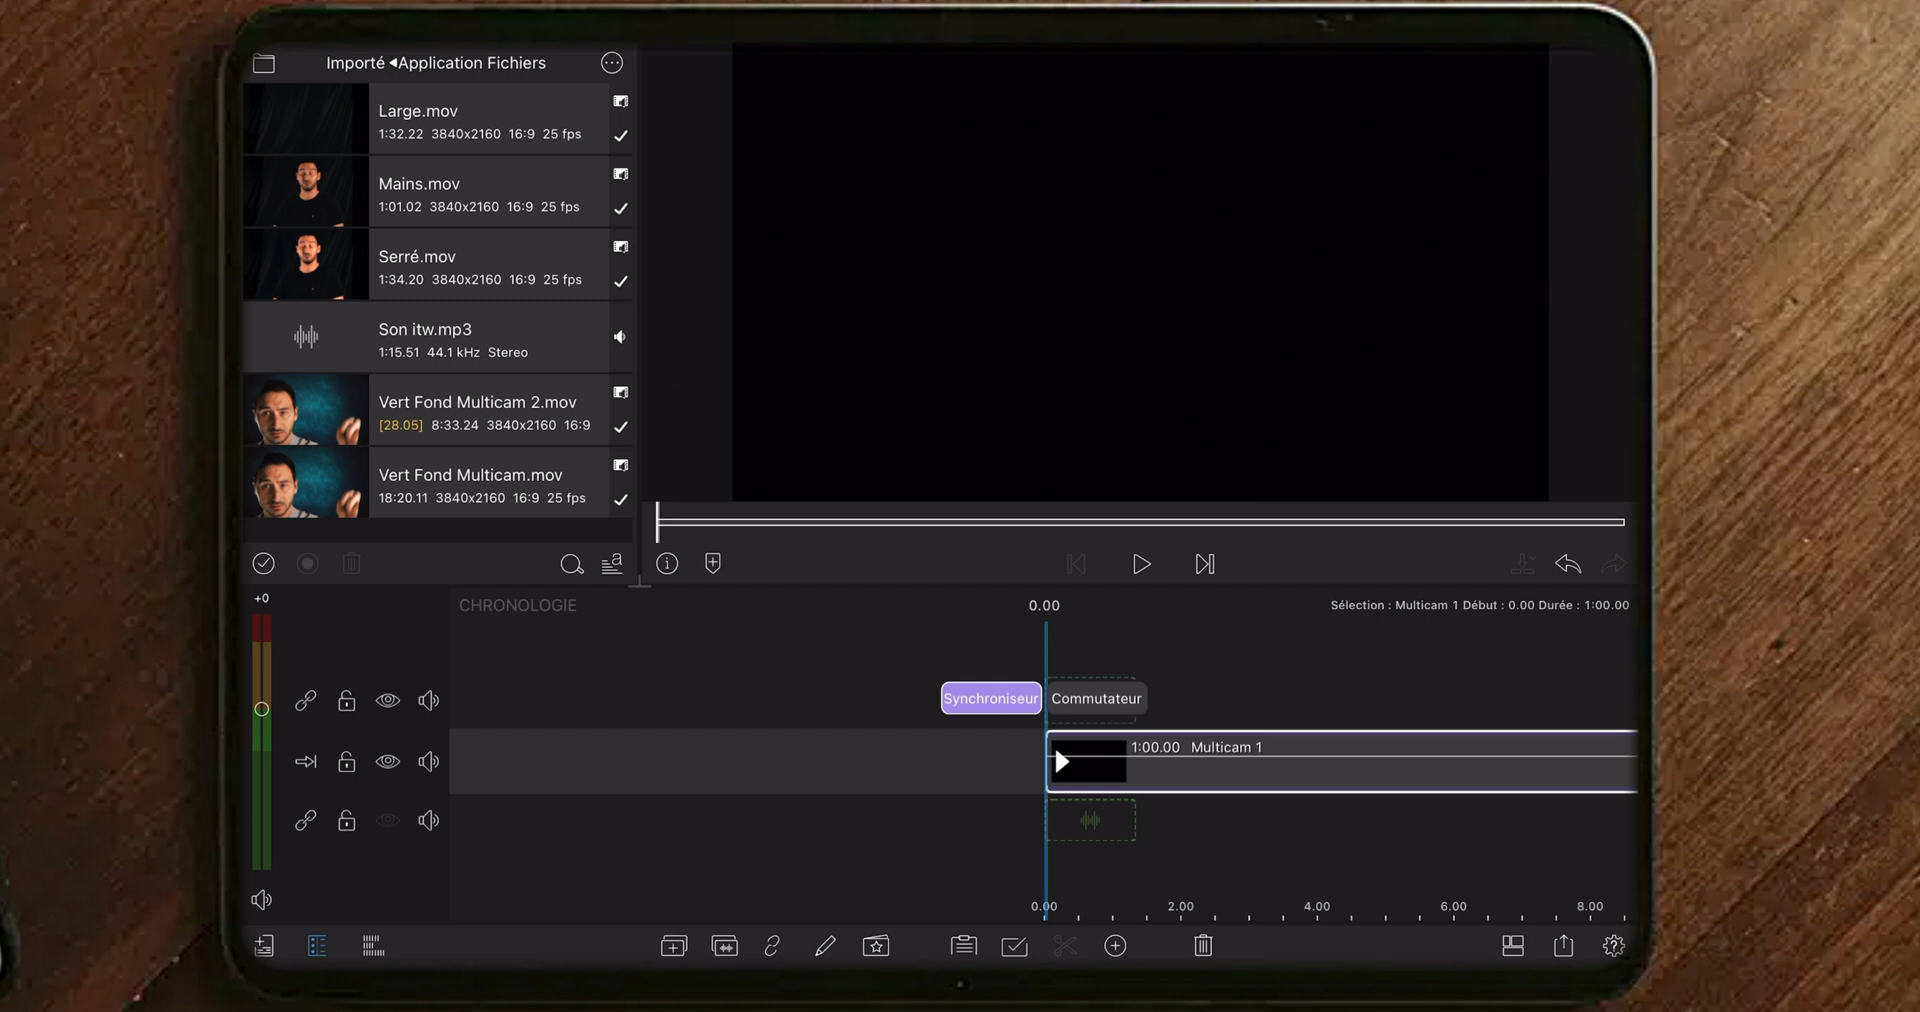 Importé ◂Application Fichiers
Large.mov
1:32.22 3840x2160 16:9 25 fps
Mains.mov
1:01.02 3840x2160 16:9 25 fps
Serré.mov
1:34.20 3840x2160 16:9 25 fps
Son itw.mp3
1:15.51 44.1 kHz Stereo
Vert Fond Multicam 2.mov
[28.05] 8:33.24 3840x2160 16:9
Vert Fond Multicam.mov
18:20.11 3840x2160 16:9 25 fps
+0
CHRONOLOGIE
0.00
Sélection : Multicam 1 Début : 0.00 Durée : 1:00.00
Synchroniseur
Commutateur
1:00.00 Multicam 1
0.00 2.00 4.00 6.00 8.00